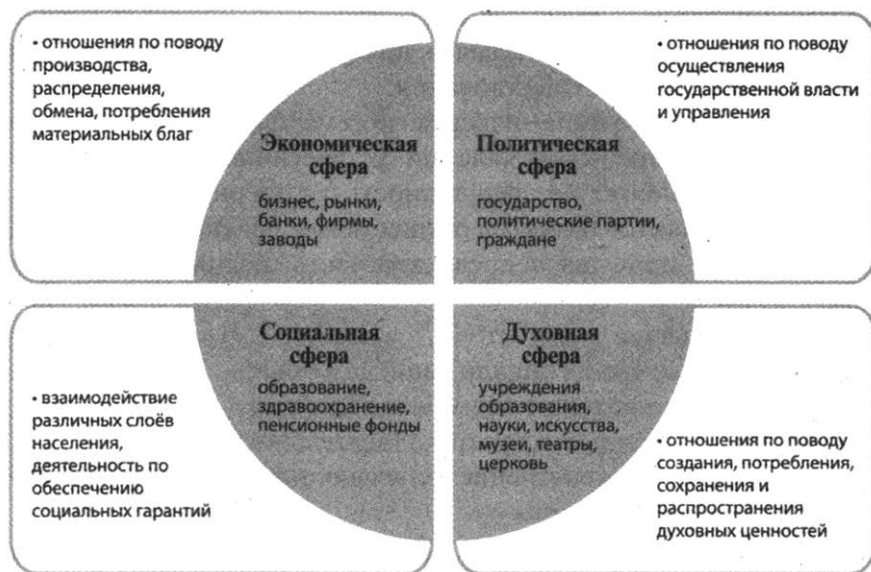 • отношения по поводу
производства,
распределения,
обмена, потребления
материальных благ
Экономическая
сфера
бизнес, рынки,
банки, фирмы,
заводы
• отношения по поводу
осуществления
государственной власти
и управления
Политическая
сфера
государство,
политические партии,
граждане
• взаимодействие
различных слоёв
населения,
деятельность по
обеспечению
социальных гарантий
Социальная
сфера
образование,
здравоохранение,
пенсионные фонды
Духовная
сфера
учреждения
образования,
науки, искусства,
музеи, театры,
церковь
• отношения по поводу
создания, потребления,
сохранения и
распространения
духовных ценностей